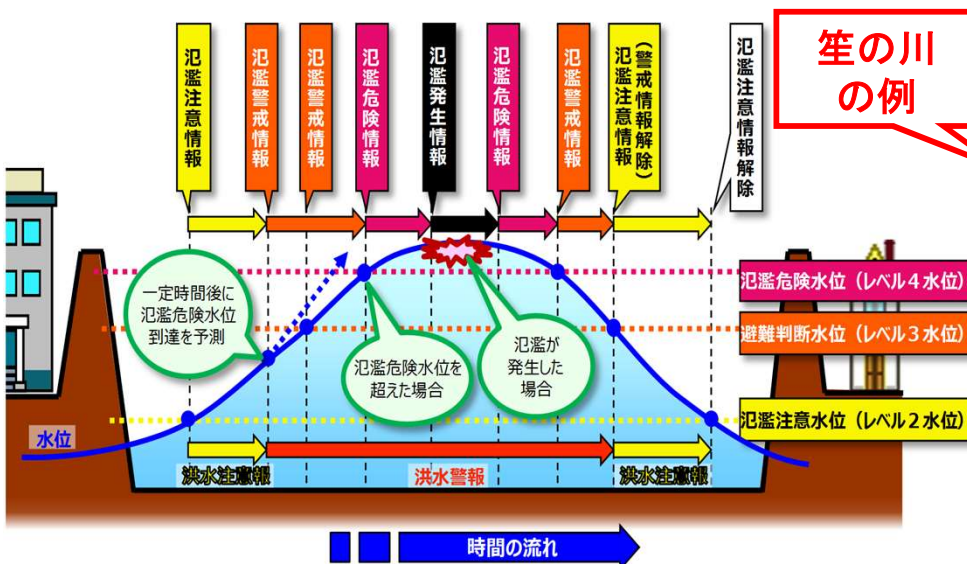 氾濫注意情報
氾濫警戒情報
氾濫警戒情報
氾濫危険情報
氾濫発生情報
氾濫危険情報
氾濫警戒情報
氾濫注意情報
(警戒情報解除)
氾濫注意情報解除
笙の川
の例
一定時間後に
氾濫危険水位
到達を予測
氾濫危険水位を
超えた場合
氾濫が
発生した
場合
氾濫危険水位(レベル4水位)
避難判断水位(レベル3水位)
氾濫注意水位(レベル2水位)
水位
洪水注意報
洪水警報
洪水注意報
時間の流れ